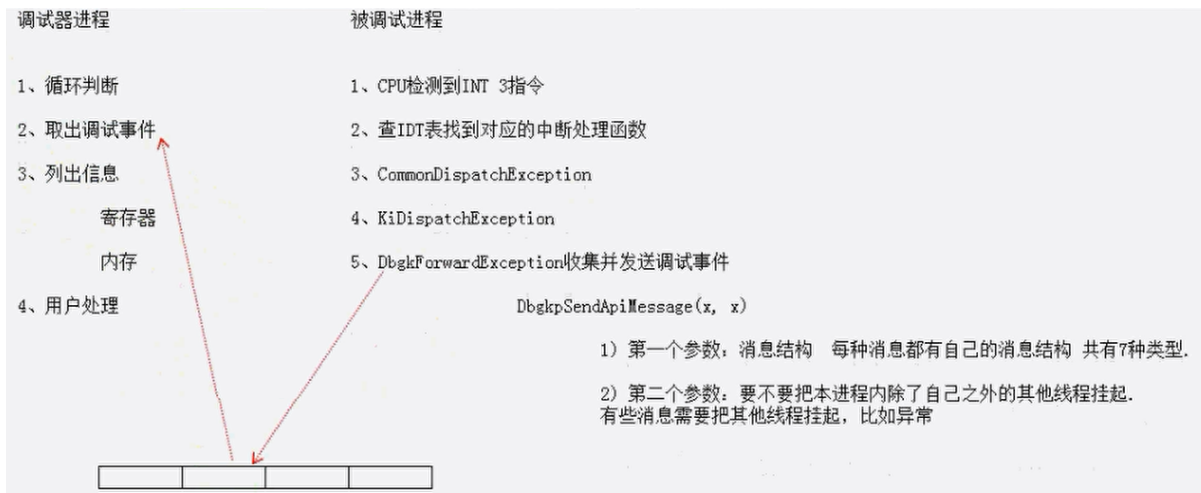 调试器进程
1、循环判断
2、取出调试事件
3、列出信息
寄存器
内存
4、用户处理
被调试进程
1、CPU检测到INT 3指令
2、查IDT表找到对应的中断处理函数
3、CommonDispatchException
4、KiDispatchException
5、DbgkForwardException收集并发送调试事件
DbgkpSendApiMessage(x, x)
1) 第一个参数: 消息结构 每种消息都有自己的消息结构 共有7种类型.
2) 第二个参数: 要不要把本进程内除了自己之外的其他线程挂起.
有些消息需要把其他线程挂起, 比如异常